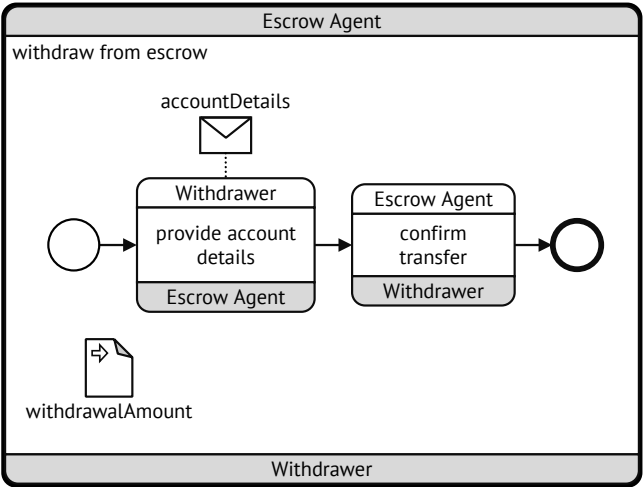 Escrow Agent
withdraw from escrow
accountDetails
Withdrawer
provide account
details
Escrow Agent
Escrow Agent
confirm
transfer
Withdrawer
withdrawalAmount
Withdrawer